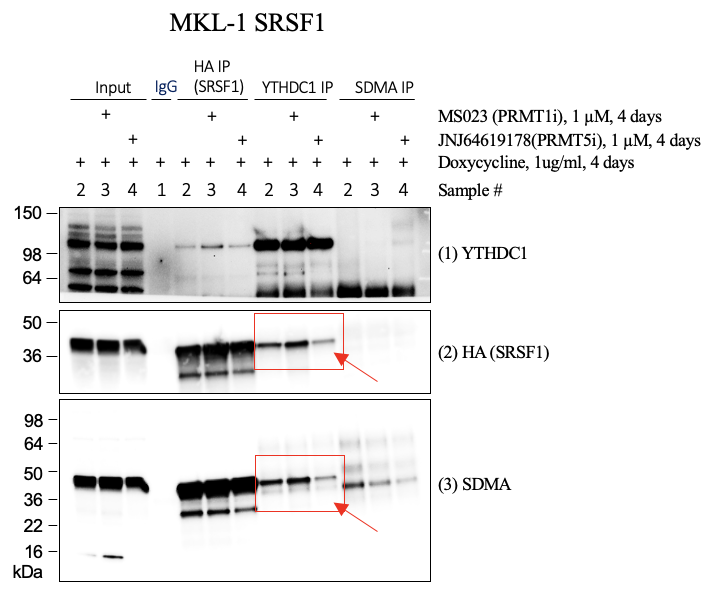 MKL-1 SRSF1
HA IP
Input IgG (SRSF1) YTHDC1 IP SDMA IP
+ + + + MS023 (PRMT1i), 1 µM, 4 days
+ + + + JNJ64619178(PRMT5i), 1 µM, 4 days
+ + + + + + + + + + + + + Doxycycline, 1ug/ml, 4 days
2 3 4 1 2 3 4 2 3 4 2 3 4 Sample #
150
98 (1) YTHDC1
64
50
36 (2) HA (SRSF1)
98
64
50
36 (3) SDMA
22
16
kDa